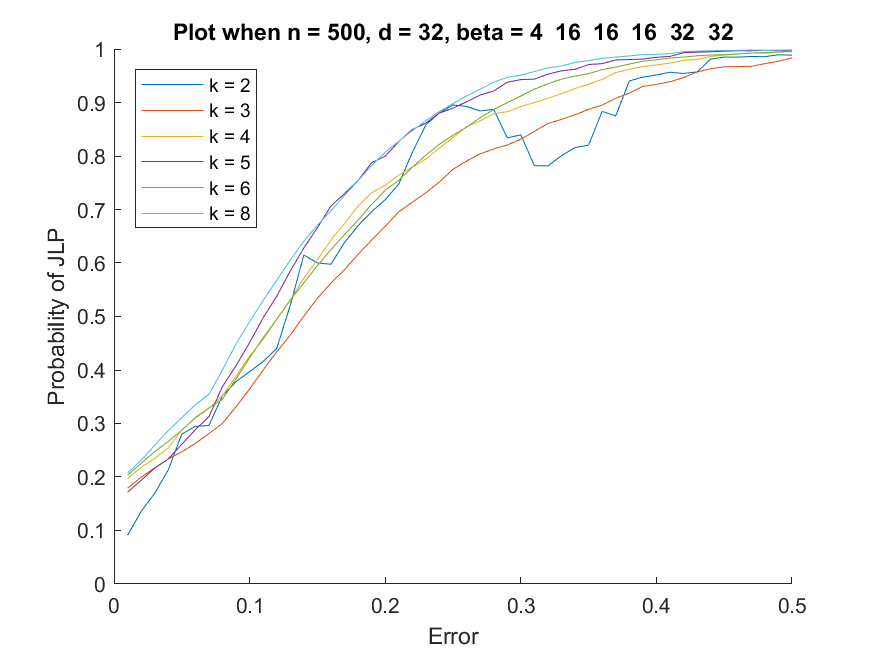 Plot when n = 500, d = 32, beta = 4  16  16  16  32  32
1
0.9
0.8
0.7
0.6
0.5
0.4
0.3
0.2
0.1
0
k = 2
k = 3
k = 4
k = 5
k = 6
k = 8
Probability of JLP
0 0.1 0.2 0.3 0.4 0.5
Error